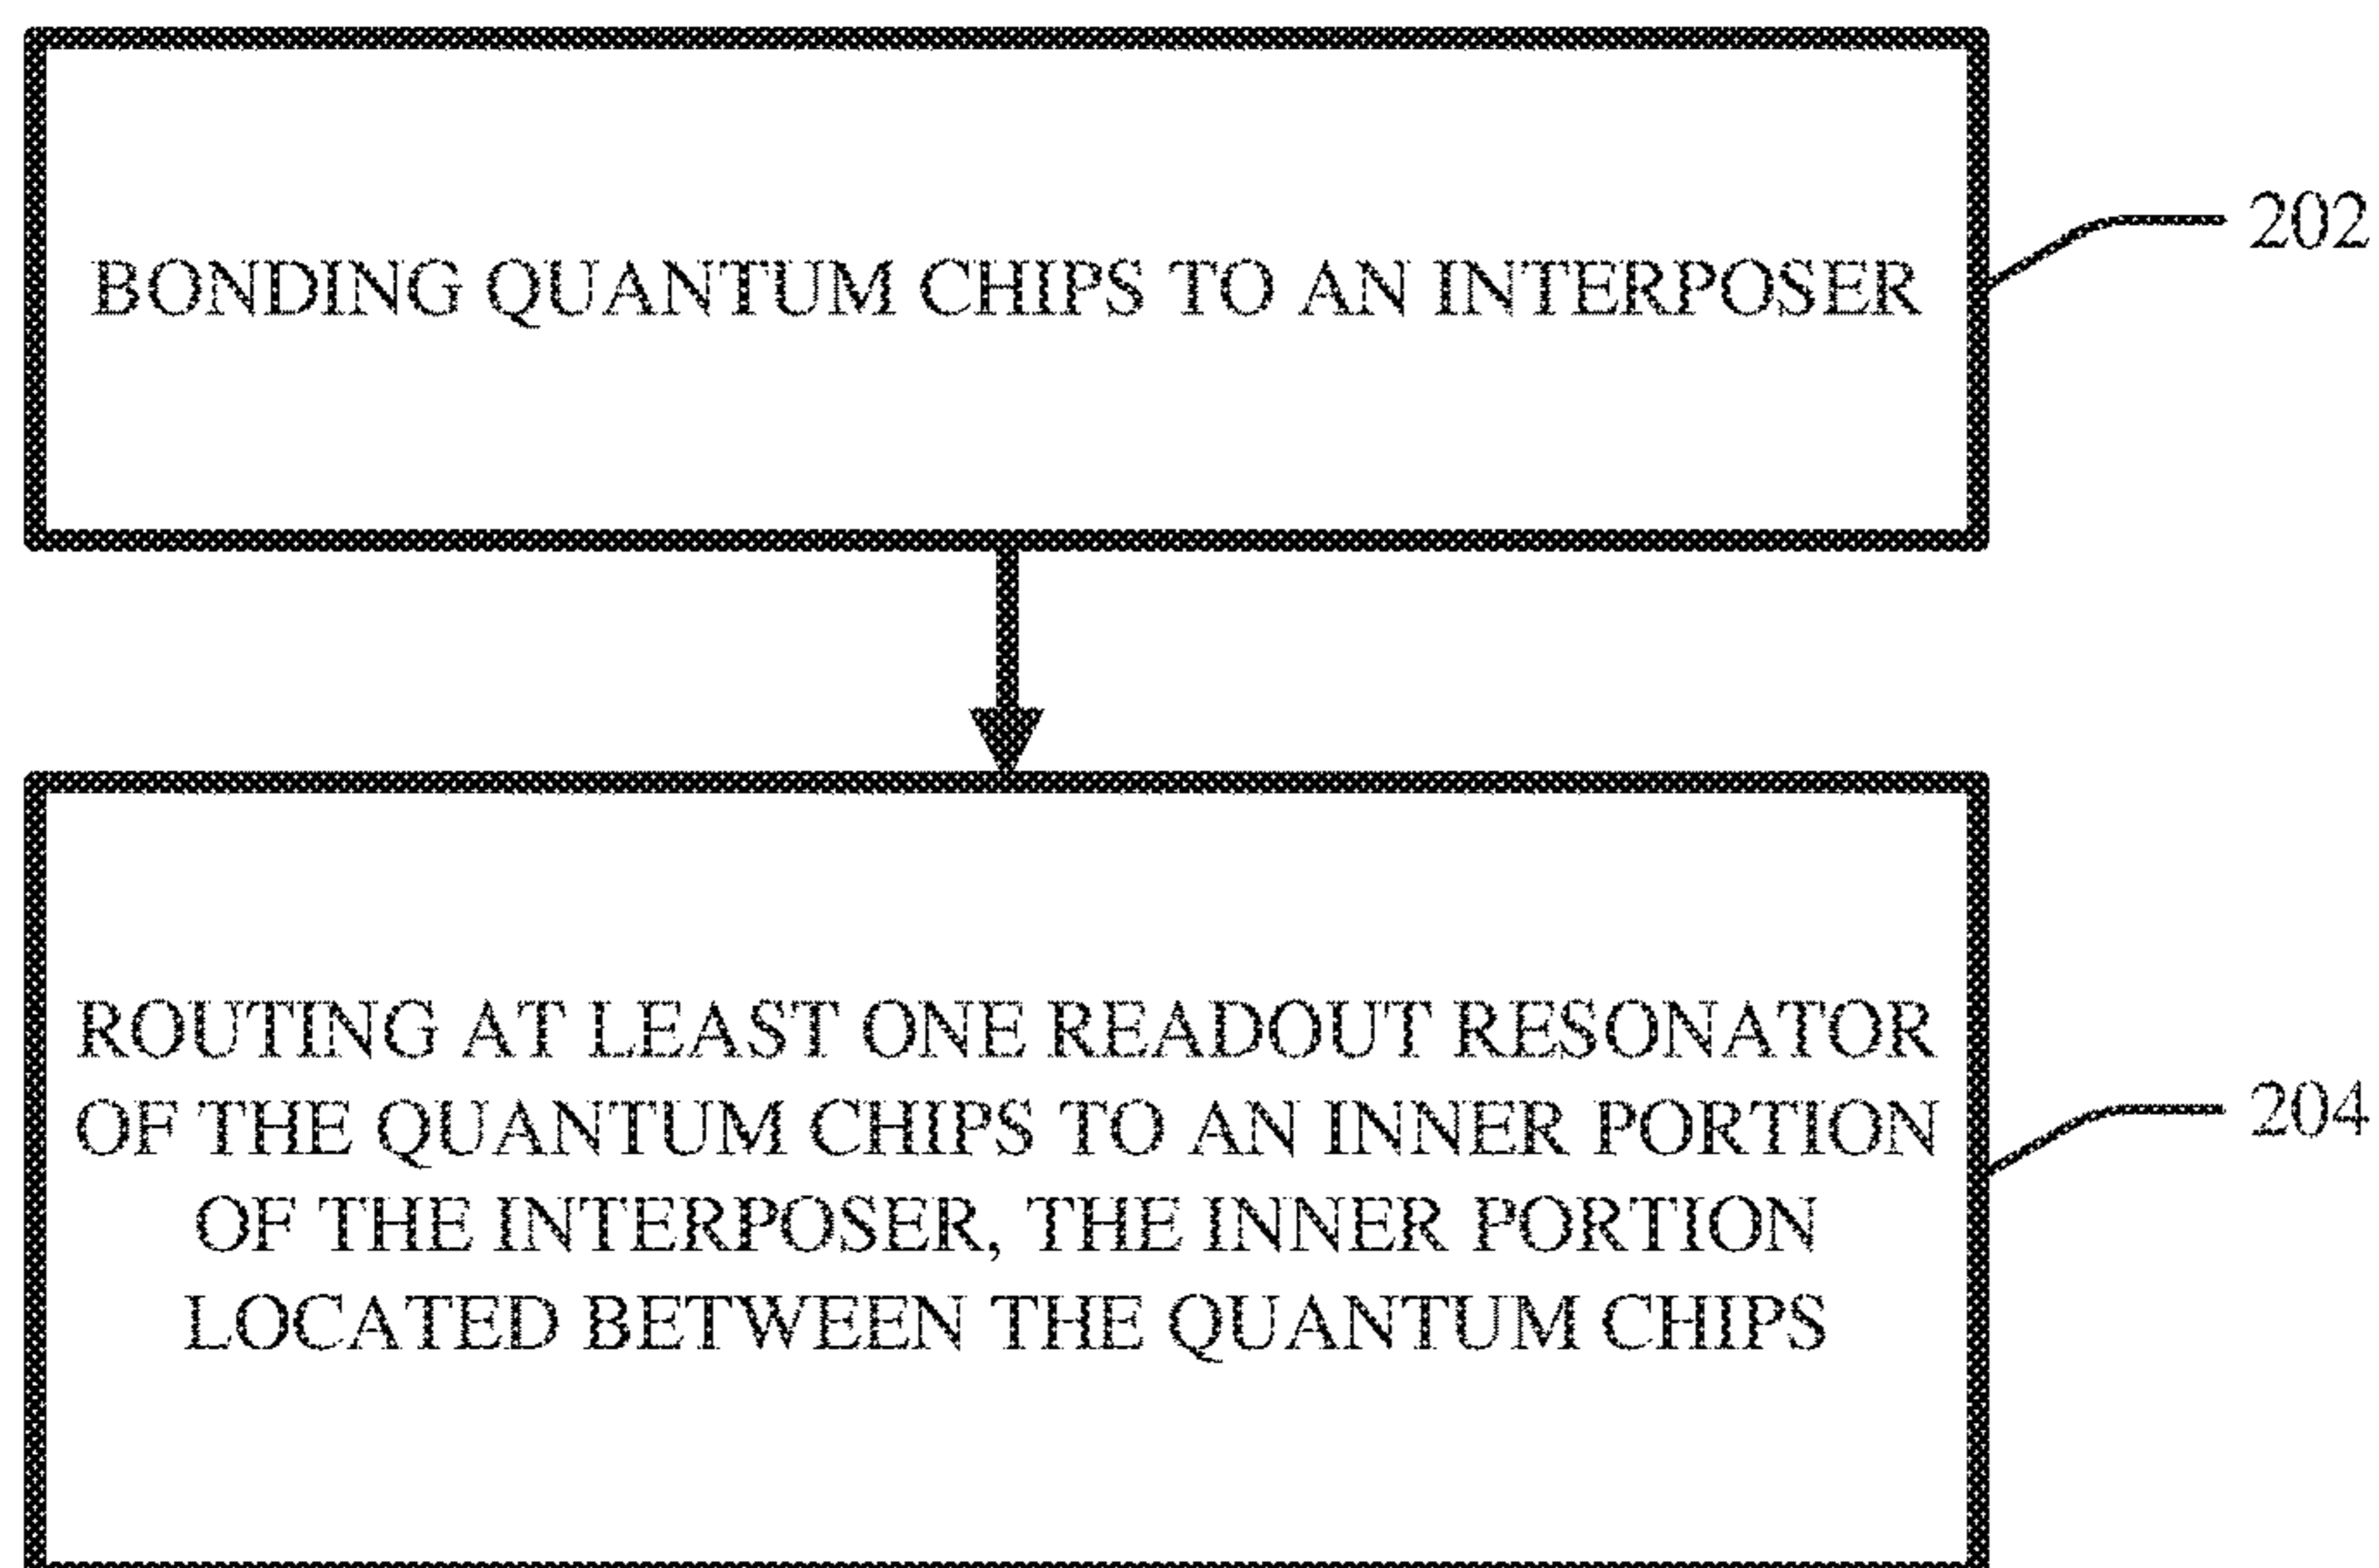 BONDING QUANTUM CHIPS TO AN INTERPOSER
202
ROUTING AT LEAST ONE READOUT RESONATOR
OF THE QUANTUM CHIPS TO AN INNER PORTION
OF THE INTERPOSER, THE INNER PORTION
LOCATED BETWEEN THE QUANTUM CHIPS
204